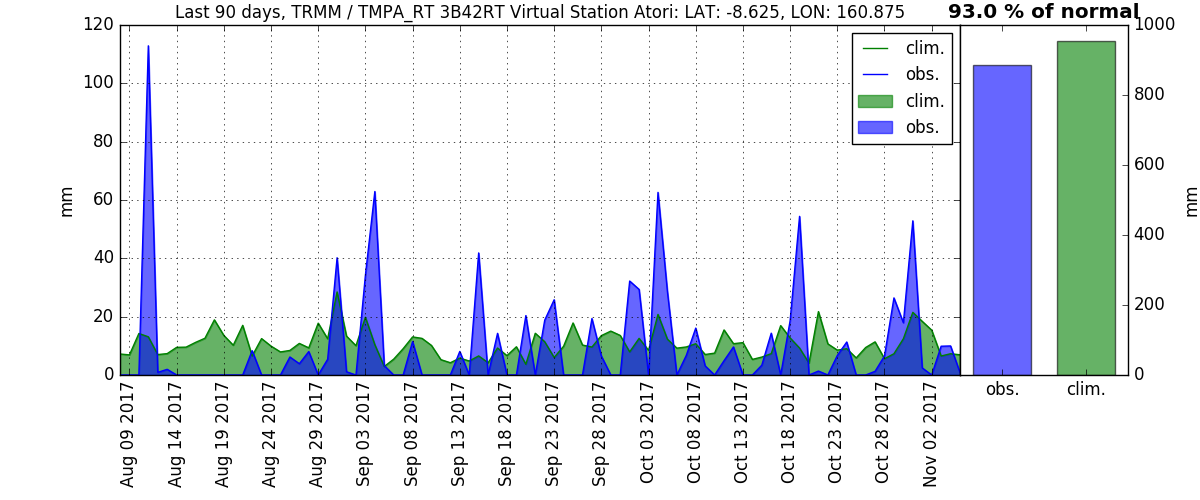 Last 90 days, TRMM / TMPA_RT 3B42RT Virtual Station Atori: LAT: -8.625, LON: 160.875
93.0 % of normal
120
100
80
60
40
20
0
mm
clim.
obs.
clim.
obs.
1000
800
600
400
200
0
mm
Aug 09 2017
Aug 14 2017
Aug 19 2017
Aug 24 2017
Aug 29 2017
Sep 03 2017
Sep 08 2017
Sep 13 2017
Sep 18 2017
Sep 23 2017
Sep 28 2017
Oct 03 2017
Oct 08 2017
Oct 13 2017
Oct 18 2017
Oct 23 2017
Oct 28 2017
Nov 02 2017
obs.
clim.